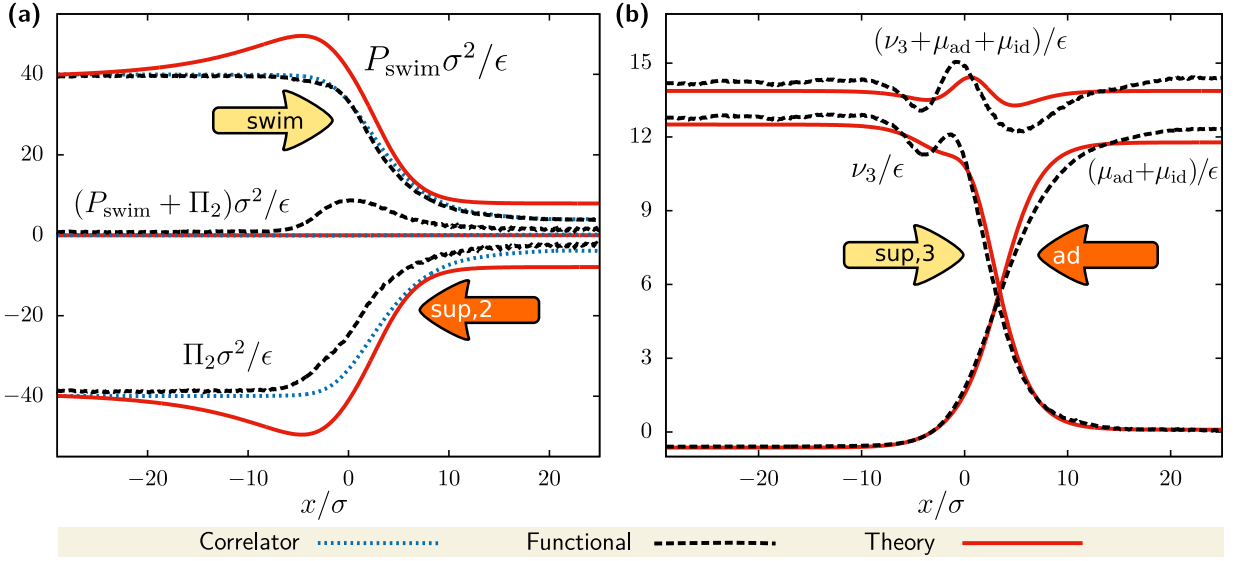 (a)
40
20
0
−20
−40
P_swim σ²/ϵ
swim
(P_swim + Π₂)σ²/ϵ
sup,2
Π₂σ²/ϵ
−20 −10 0 10 20
x/σ
(b)
15
12
9
6
3
0
(ν₃+μ_ad+μ_id)/ϵ
ν₃/ϵ
(μ_ad+μ_id)/ϵ
sup,3
ad
−20 −10 0 10 20
x/σ
Correlator Functional Theory